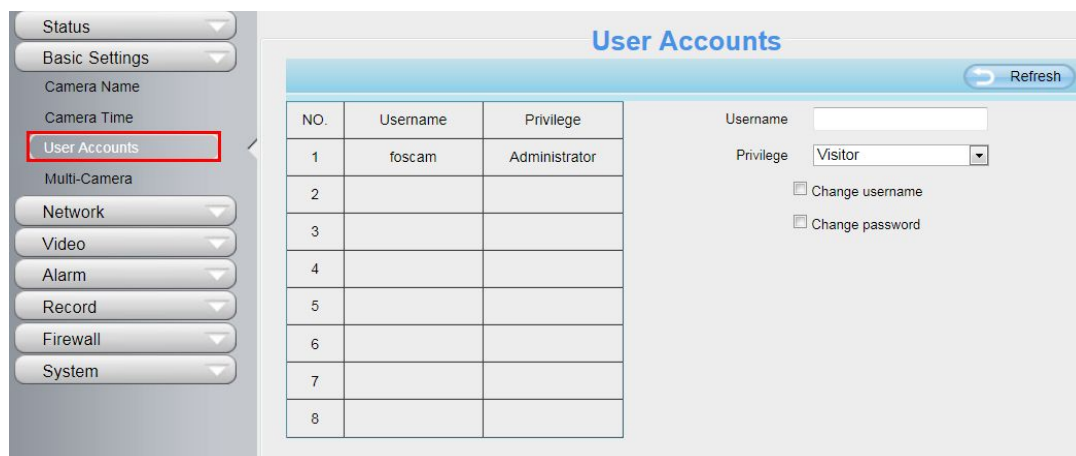 Status
Basic Settings
Camera Name
Camera Time
User Accounts
Multi-Camera
Network
Video
Alarm
Record
Firewall
System
User Accounts
Refresh
NO. Username Privilege
1 foscam Administrator
2
3
4
5
6
7
8
Username
Privilege Visitor
Change username
Change password